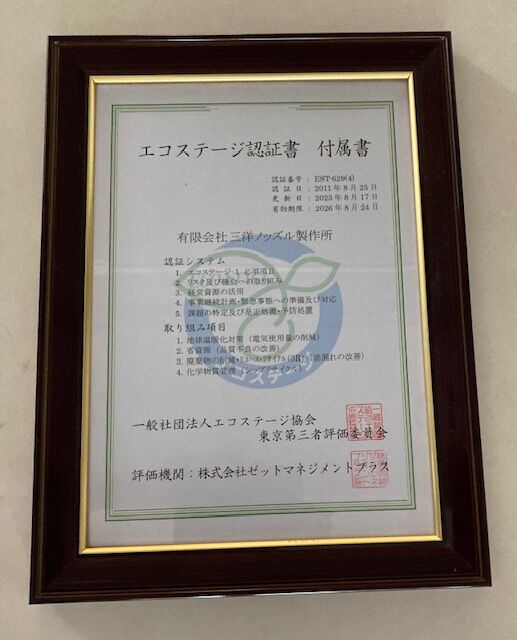 エコステージ認証書 付属書
認証番号 : EST-629(4)
認証日 : 2011年8月25日
更新日 : 2023年8月17日
有効期限 : 2026年8月24日
有限会社三洋ノッズル製作所
認証システム
1. エコステージ1必須項目
2. リスク及び機会への取り組み
3. 経営資源の活用
4. 事業継続計画・緊急事態への準備及び対応
5. 課題の特定及び是正処置・予防処置
取り組み項目
1. 地球温暖化対策（電気使用量の削減）
2. 省資源（品質不良の改善）
3. 廃棄物の削減・リユース・リサイクル(3R)（油漏れの改善）
4. 化学物質管理（シップリサイクル）
エコステージ
一般社団法人エコステージ協会
東京第三者評価委員会
評価機関：株式会社ゼットマネジメントプラス